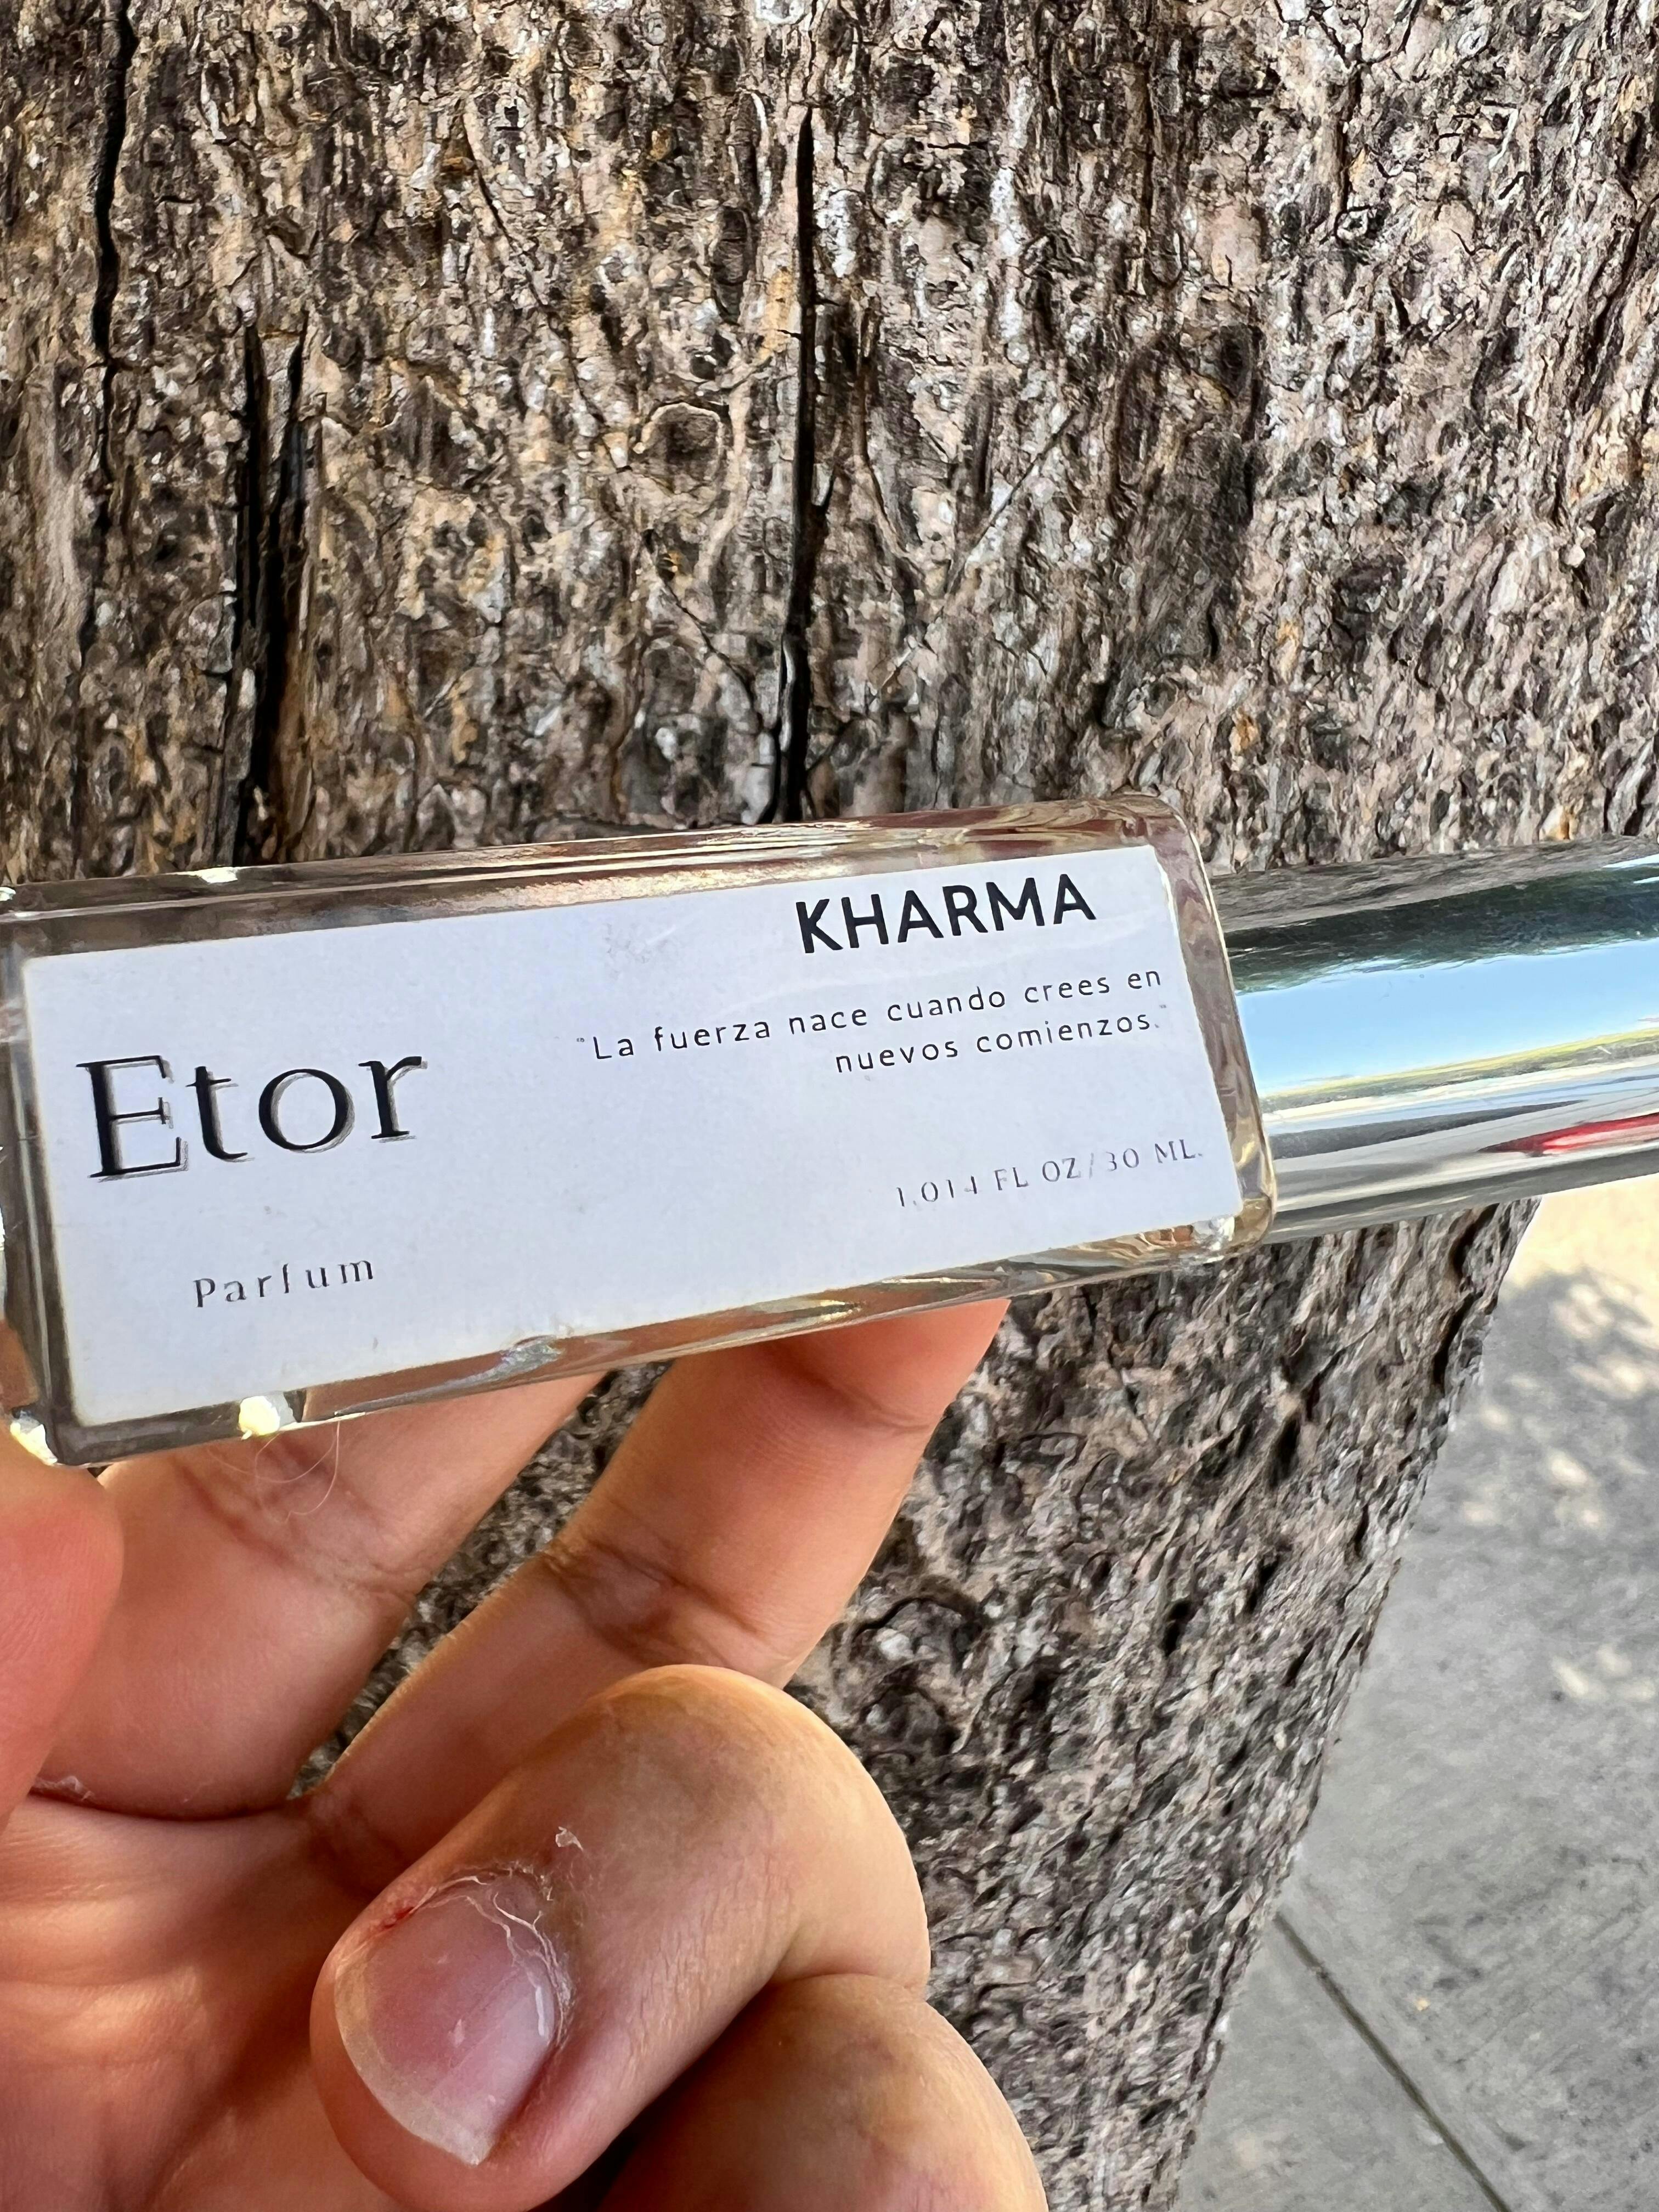 KHARMA
"La fuerza nace cuando crees en
nuevos comienzos."
Etor
Parfum
1.014 FL OZ/30 ML.